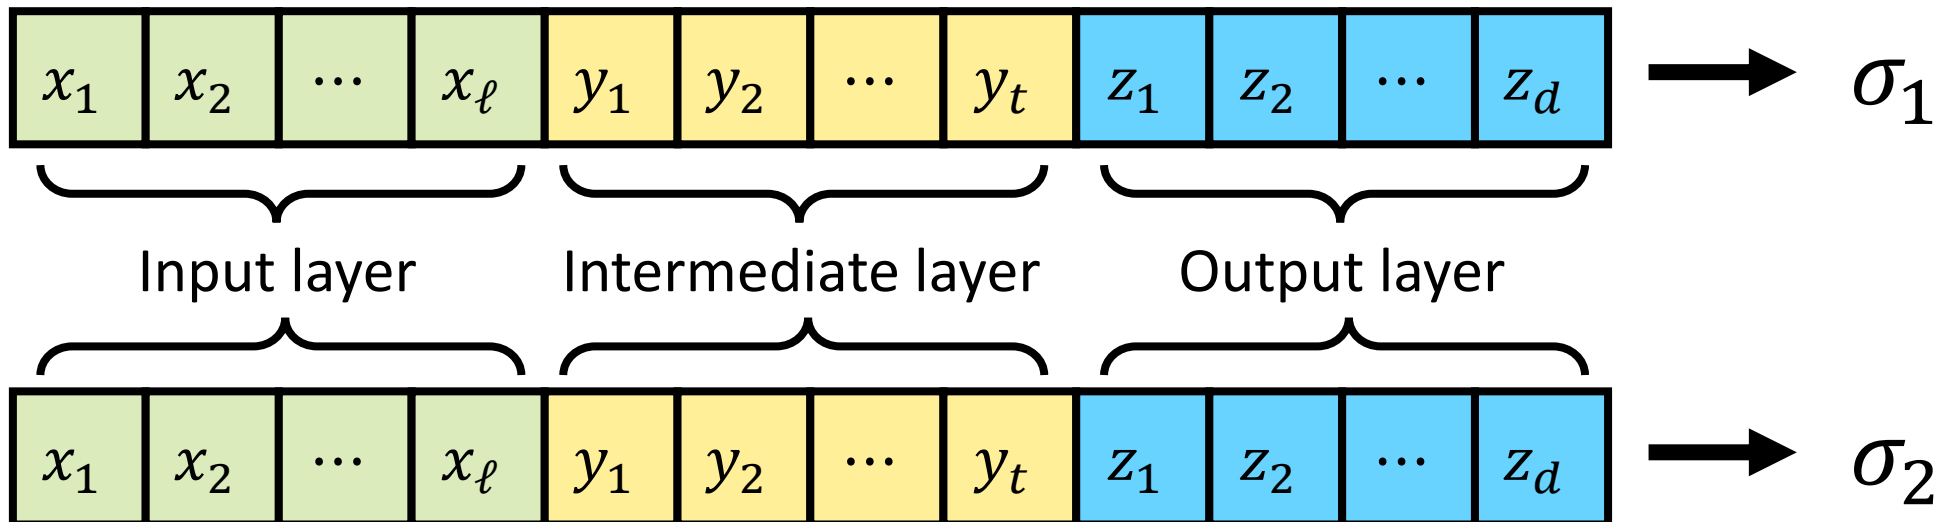 x₁ x₂ ⋯ x_ℓ y₁ y₂ ⋯ y_t z₁ z₂ ⋯ z_d σ₁
Input layer Intermediate layer Output layer
x₁ x₂ ⋯ x_ℓ y₁ y₂ ⋯ y_t z₁ z₂ ⋯ z_d σ₂